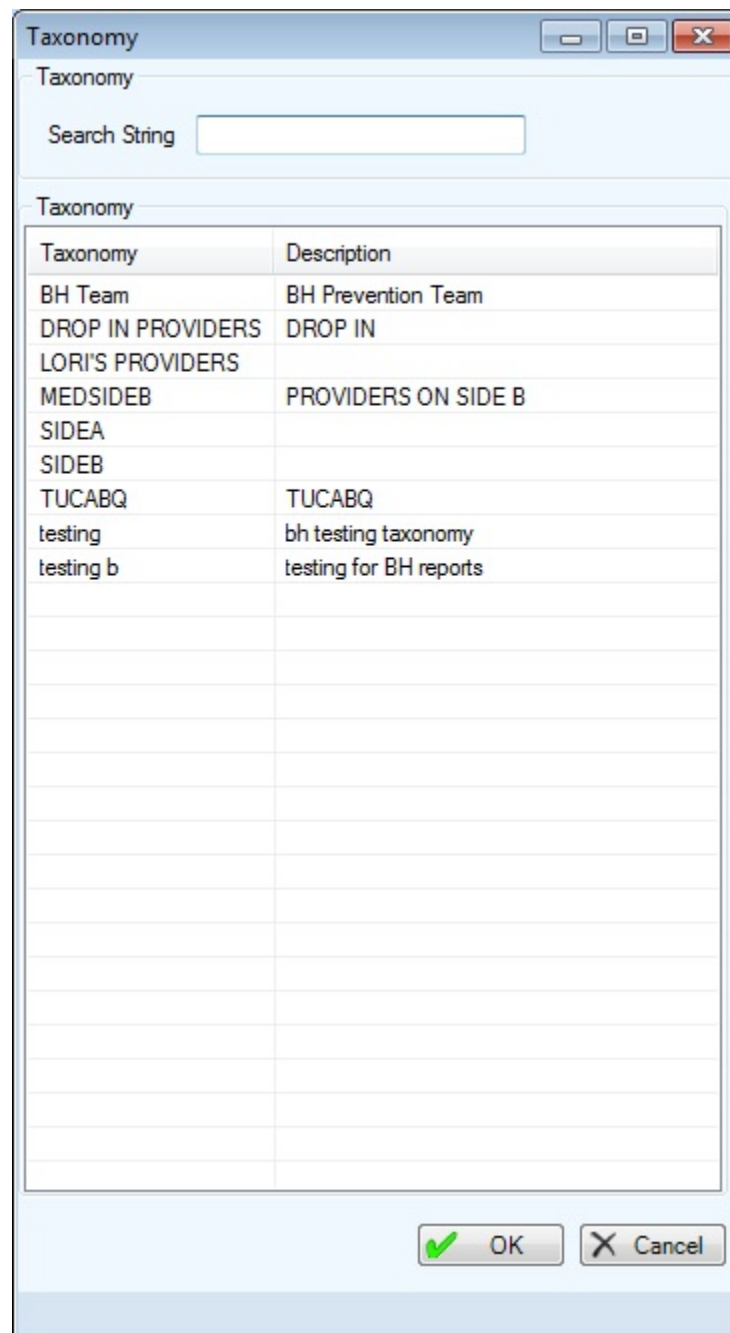 Taxonomy
Taxonomy
Search String
Taxonomy
Taxonomy Description
BH Team BH Prevention Team
DROP IN PROVIDERS DROP IN
LORI'S PROVIDERS
MEDSIDEB PROVIDERS ON SIDE B
SIDEA
SIDEB
TUCABQ TUCABQ
testing bh testing taxonomy
testing b testing for BH reports
OK Cancel